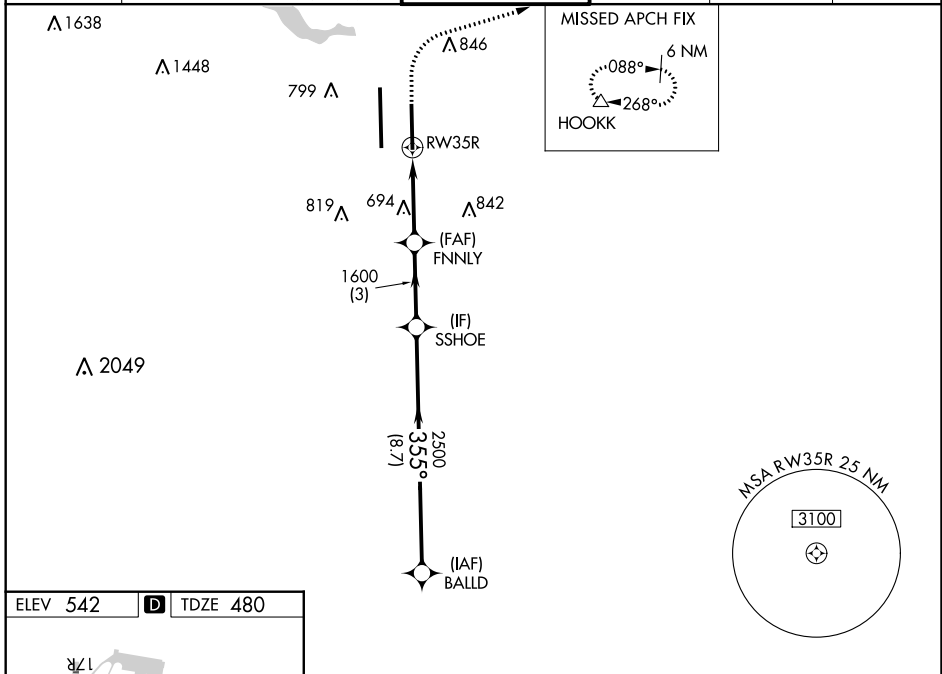 1638
MISSED APCH FIX
846
6 NM
1448
088°
799
268°
HOOKK
RW35R
819
694
842
(FAF)
FNNLY
1600
(3)
(IF)
SSHOE
2049
2500
355°
(8.7)
MSA RW35R 25 NM
3100
(IAF)
BALLD
ELEV 542
D
TDZE 480
17R